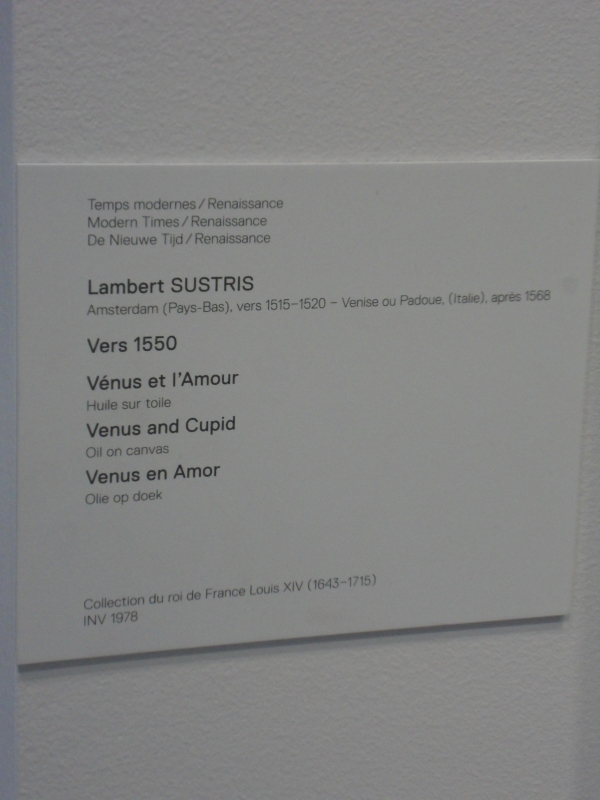 Temps modernes / Renaissance
Modern Times / Renaissance
De Nieuwe Tijd / Renaissance
Lambert SUSTRIS
Amsterdam (Pays-Bas), vers 1515–1520 – Venise ou Padoue, (Italie), après 1568
Vers 1550
Vénus et l'Amour
Huile sur toile
Venus and Cupid
Oil on canvas
Venus en Amor
Olie op doek
Collection du roi de France Louis XIV (1643–1715)
INV 1978